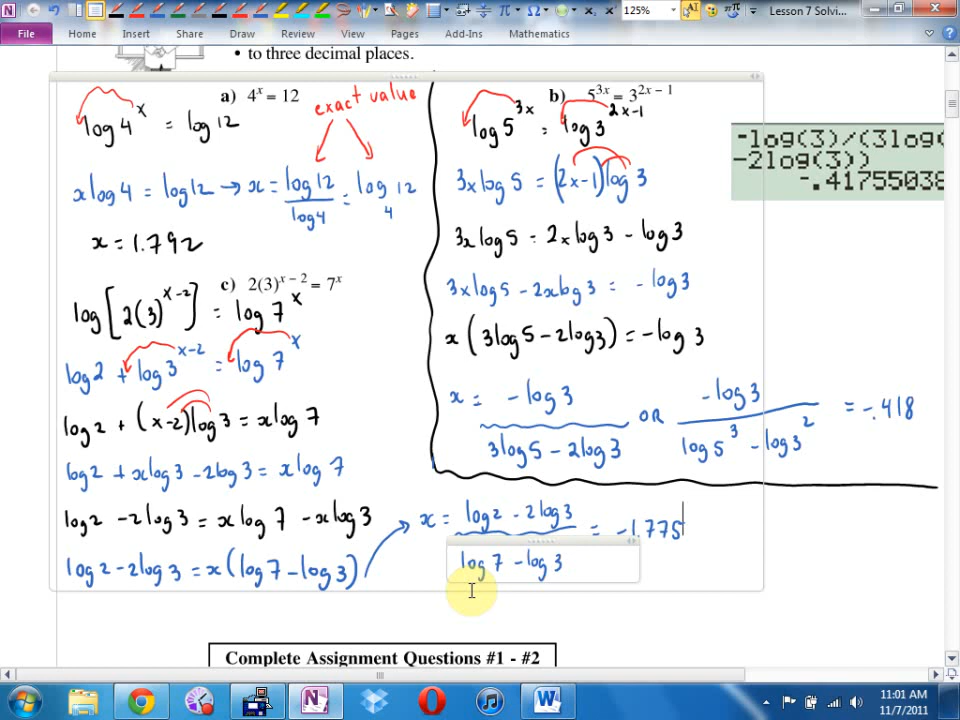 125%
Lesson 7 Solvi...
File Home Insert Share Draw Review View Pages Add-Ins Mathematics
• to three decimal places.
a) 4^x = 12
exact value
log 4^x = log 12
x log 4 = log 12 → x = log 12 / log 4 = log_4 12
x = 1.792
c) 2(3)^(x – 2) = 7^x
log [2(3)^(x-2)] = log 7^x
log 2 + log 3^(x-2) = log 7^x
log 2 + (x-2) log 3 = x log 7
log 2 + x log 3 - 2 log 3 = x log 7
log 2 - 2 log 3 = x log 7 - x log 3
log 2 - 2 log 3 = x (log 7 - log 3)
x = log 2 - 2 log 3 / log 7 - log 3 = -1.775
b) 5^(3x) = 3^(2x – 1)
log 5^(3x) = log 3^(2x-1)
3x log 5 = (2x-1) log 3
3x log 5 = 2x log 3 - log 3
3x log 5 - 2x log 3 = - log 3
x (3 log 5 - 2 log 3) = - log 3
x = - log 3 / 3 log 5 - 2 log 3 OR - log 3 / log 5^3 - log 3^2 = -.418
-log(3)/(3log(
-2log(3))
-.41755038
Complete Assignment Questions #1 - #2
11:01 AM
11/7/2011